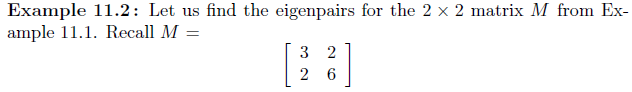 Example 11.2: Let us find the eigenpairs for the 2 × 2 matrix M from Ex-
ample 11.1. Recall M =
[ 3 2
2 6 ]